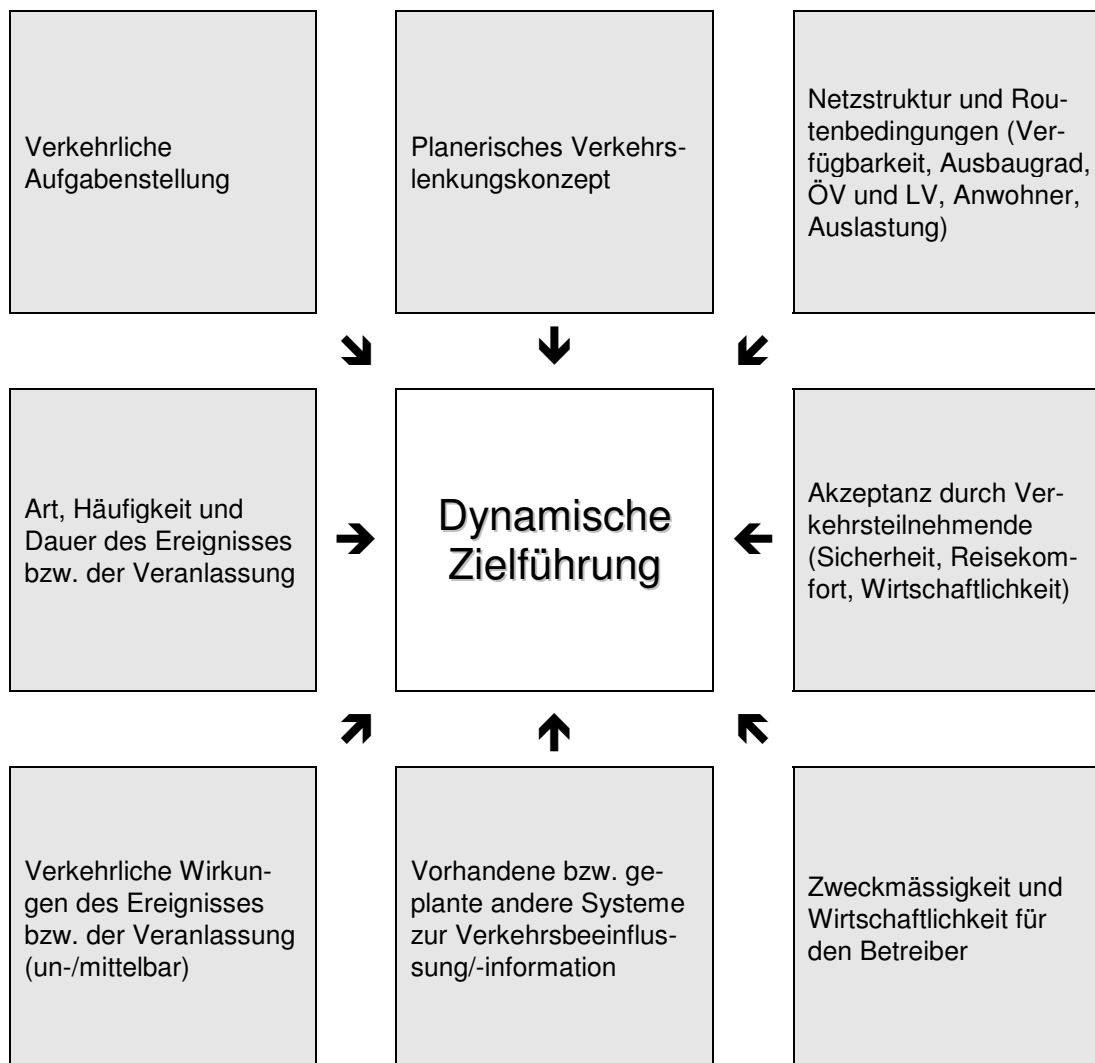 Verkehrliche
Aufgabenstellung
Planerisches Verkehrs-
lenkungskonzept
Netzstruktur und Rou-
tenbedingungen (Ver-
fügbarkeit, Ausbaugrad,
ÖV und LV, Anwohner,
Auslastung)
Art, Häufigkeit und
Dauer des Ereignisses
bzw. der Veranlassung
Dynamische
Zielführung
Akzeptanz durch Ver-
kehrsteilnehmende
(Sicherheit, Reisekom-
fort, Wirtschaftlichkeit)
Verkehrliche Wirkun-
gen des Ereignisses
bzw. der Veranlassung
(un-/mittelbar)
Vorhandene bzw. ge-
plante andere Systeme
zur Verkehrsbeeinflus-
sung/-information
Zweckmässigkeit und
Wirtschaftlichkeit für
den Betreiber